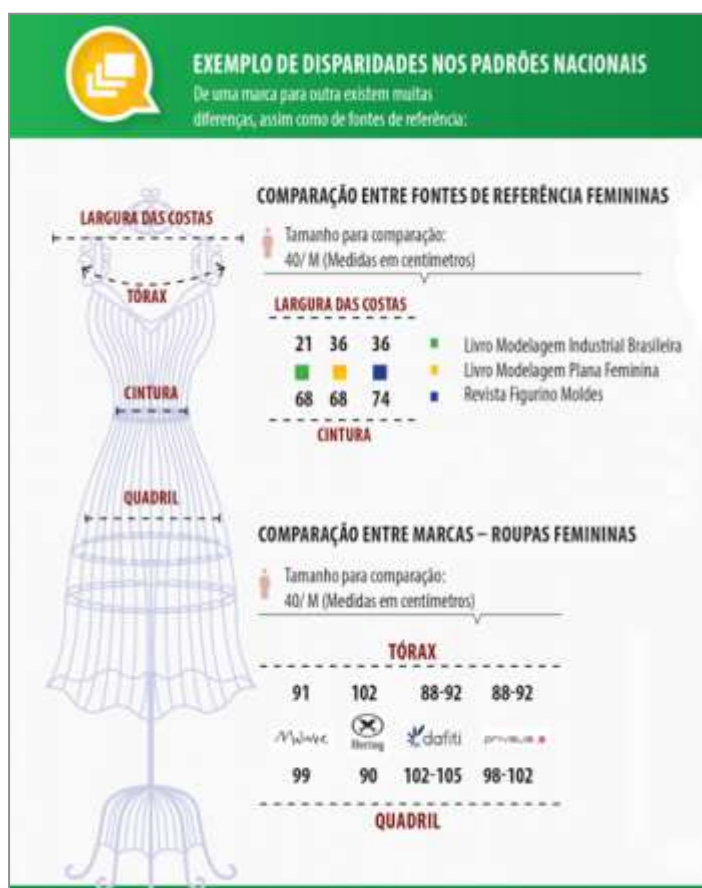 EXEMPLO DE DISPARIDADES NOS PADRÕES NACIONAIS
De uma marca para outra existem muitas
diferenças, assim como de fontes de referência:
COMPARAÇÃO ENTRE FONTES DE REFERÊNCIA FEMININAS
LARGURA DAS COSTAS
Tamanho para comparação:
40/ M (Medidas em centímetros)
TÓRAX
LARGURA DAS COSTAS
21 36 36
Livro Modelagem Industrial Brasileira
Livro Modelagem Plana Feminina
Revista Figurino Moldes
CINTURA
68 68 74
CINTURA
QUADRIL
COMPARAÇÃO ENTRE MARCAS – ROUPAS FEMININAS
Tamanho para comparação:
40/ M (Medidas em centímetros)
TÓRAX
91 102 88-92 88-92
Hering dafiti
99 90 102-105 98-102
QUADRIL